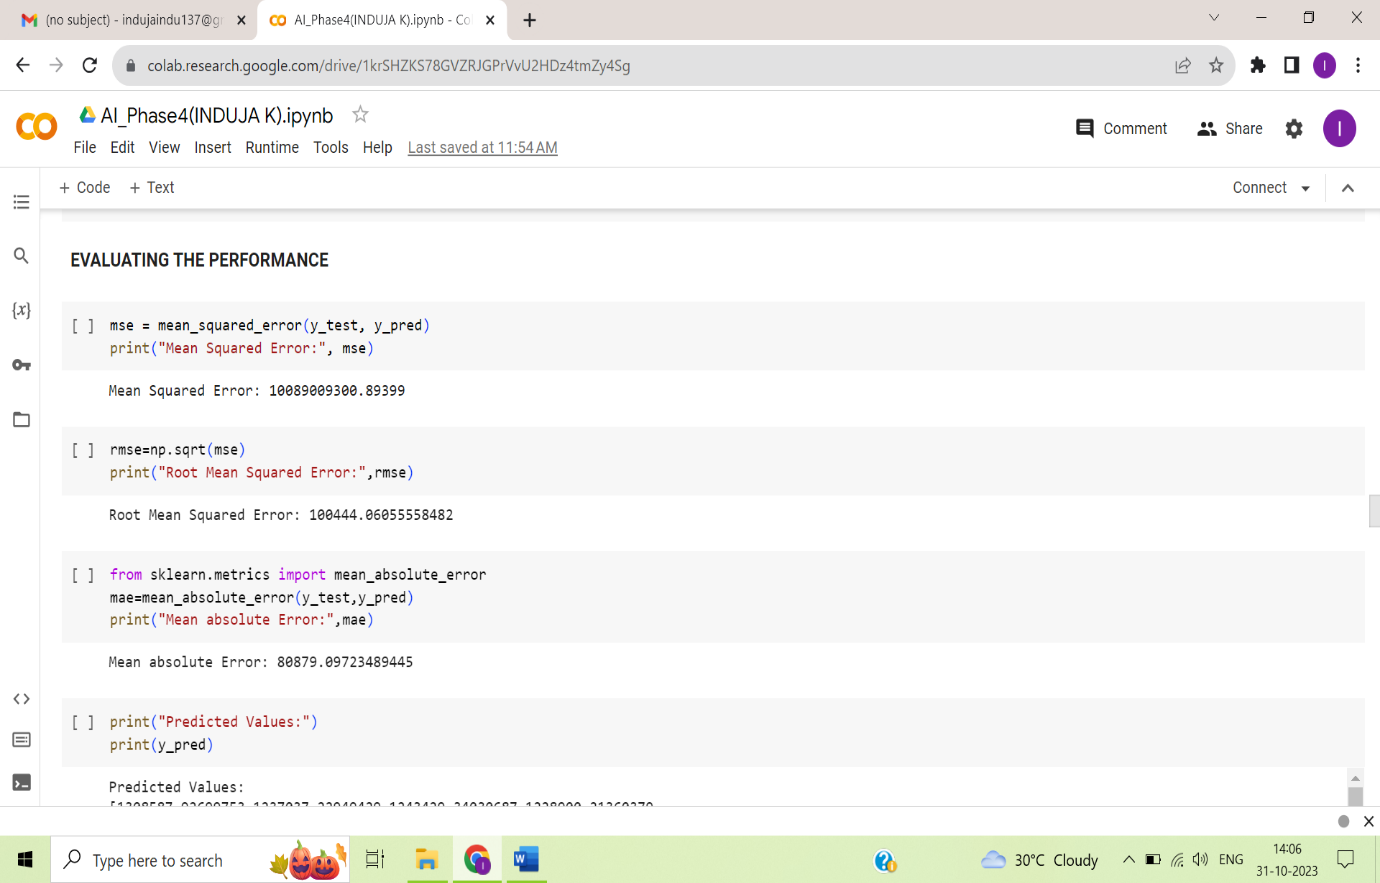 (no subject) - indujaindu137@g
AI_Phase4(INDUJA K).ipynb - Co
colab.research.google.com/drive/1krSHZKS78GVZRJGPrVvU2HDz4tmZy4Sg
AI_Phase4(INDUJA K).ipynb
Comment Share I
File Edit View Insert Runtime Tools Help Last saved at 11:54 AM
+ Code + Text Connect
EVALUATING THE PERFORMANCE
[ ] mse = mean_squared_error(y_test, y_pred)
print("Mean Squared Error:", mse)
Mean Squared Error: 10089009300.89399
[ ] rmse=np.sqrt(mse)
print("Root Mean Squared Error:",rmse)
Root Mean Squared Error: 100444.06055558482
[ ] from sklearn.metrics import mean_absolute_error
mae=mean_absolute_error(y_test,y_pred)
print("Mean absolute Error:",mae)
Mean absolute Error: 80879.09723489445
[ ] print("Predicted Values:")
print(y_pred)
Predicted Values:
Type here to search
30°C Cloudy
ENG
14:06
31-10-2023